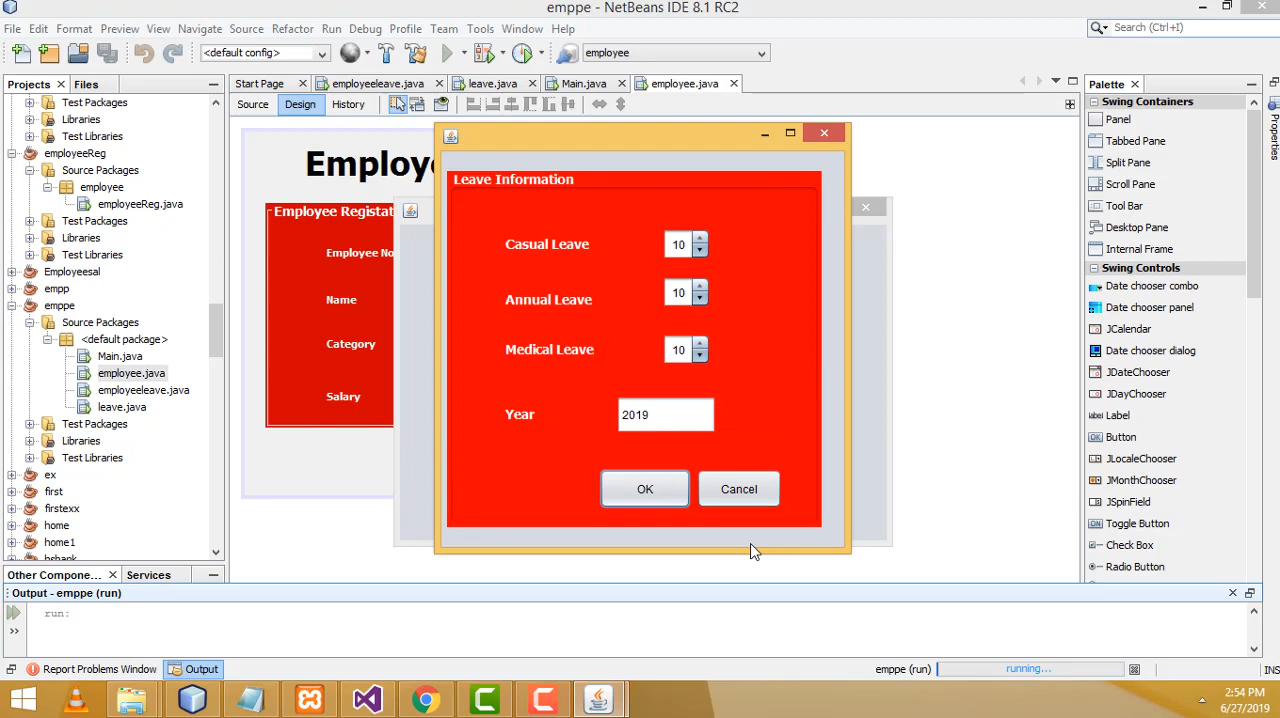 emppe - NetBeans IDE 8.1 RC2
File Edit Format Preview View Navigate Source Refactor Run Debug Profile Team Tools Window Help
Search (Ctrl+I)
<default config>
employee
Projects Files
Start Page employeeleave.java leave.java Main.java employee.java
Palette
Source Design History
Test Packages
Libraries
Test Libraries
employeeReg
Source Packages
employee
employeeReg.java
Test Packages
Libraries
Test Libraries
Employeesal
empp
emppe
Source Packages
<default package>
Main.java
employee.java
employeeleave.java
leave.java
Test Packages
Libraries
Test Libraries
ex
first
firstexx
home
home1
hsbank
Other Compone... Services
Employe
Employee Registat
Employee No
Name
Category
Salary
Leave Information
Casual Leave 10
Annual Leave 10
Medical Leave 10
Year 2019
OK Cancel
Swing Containers
Panel
Tabbed Pane
Split Pane
Scroll Pane
Tool Bar
Desktop Pane
Internal Frame
Swing Controls
Date chooser combo
Date chooser panel
JCalendar
Date chooser dialog
JDateChooser
JDayChooser
Label
Button
JLocaleChooser
JMonthChooser
JSpinField
Toggle Button
Check Box
Radio Button
Properties
Output - emppe (run)
run:
Report Problems Window Output
emppe (run) running...
INS
2:54 PM
6/27/2019